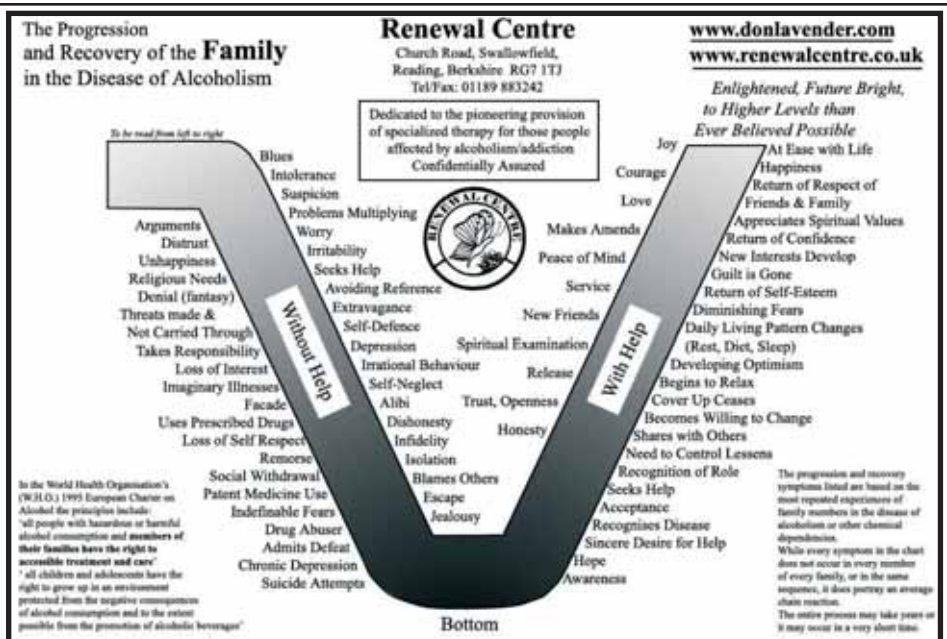 The Progression
and Recovery of the Family
in the Disease of Alcoholism
Renewal Centre
Church Road, Swallowfield,
Reading, Berkshire RG7 1TJ
Tel/Fax: 01189 883242
Dedicated to the pioneering provision
of specialized therapy for those people
affected by alcoholism/addiction
Confidentially Assured
www.donlavender.com
www.renewalcentre.co.uk
Enlightened, Future Bright,
to Higher Levels than
Ever Believed Possible
To be read from left to right
Arguments
Distrust
Unhappiness
Religious Needs
Denial (fantasy)
Threats made &
Not Carried Through
Takes Responsibility
Loss of Interest
Imaginary Illnesses
Facade
Uses Prescribed Drugs
Loss of Self Respect
Remorse
Social Withdrawal
Patent Medicine Use
Indefinable Fears
Drug Abuser
Admits Defeat
Chronic Depression
Suicide Attempts
Without Help
Blues
Intolerance
Suspicion
Problems Multiplying
Worry
Irritability
Seeks Help
Avoiding Reference
Extravagance
Self-Defence
Depression
Irrational Behaviour
Self-Neglect
Alibi
Dishonesty
Infidelity
Isolation
Blames Others
Escape
Jealousy
RENEWAL CENTRE
Joy
Courage
Love
Makes Amends
Peace of Mind
Service
New Friends
Spiritual Examination
Release
Trust, Openness
Honesty
With Help
At Ease with Life
Happiness
Return of Respect of
Friends & Family
Appreciates Spiritual Values
Return of Confidence
New Interests Develop
Guilt is Gone
Return of Self-Esteem
Diminishing Fears
Daily Living Pattern Changes
(Rest, Diet, Sleep)
Developing Optimism
Begins to Relax
Cover Up Ceases
Becomes Willing to Change
Shares with Others
Need to Control Lessens
Recognition of Role
Seeks Help
Acceptance
Recognises Disease
Sincere Desire for Help
Hope
Awareness
Bottom
In the World Health Organisation's
(W.H.O.) 1995 European Charter on
Alcohol the principles include:
'all people with hazardous or harmful
alcohol consumption and members of
their families have the right to
accessible treatment and care'
' all children and adolescents have the
right to grow up in an environment
protected from the negative consequences
of alcohol consumption and to the extent
possible from the promotion of alcoholic beverages'
The progression and recovery
symptoms listed are based on the
most repeated experiences of
family members in the disease of
alcoholism or other chemical
dependencies.
While every symptom in the chart
does not occur in every member
of every family, or in the same
sequence, it does portray an average
chain reaction.
The entire process may take years or
it may occur in a very short time.